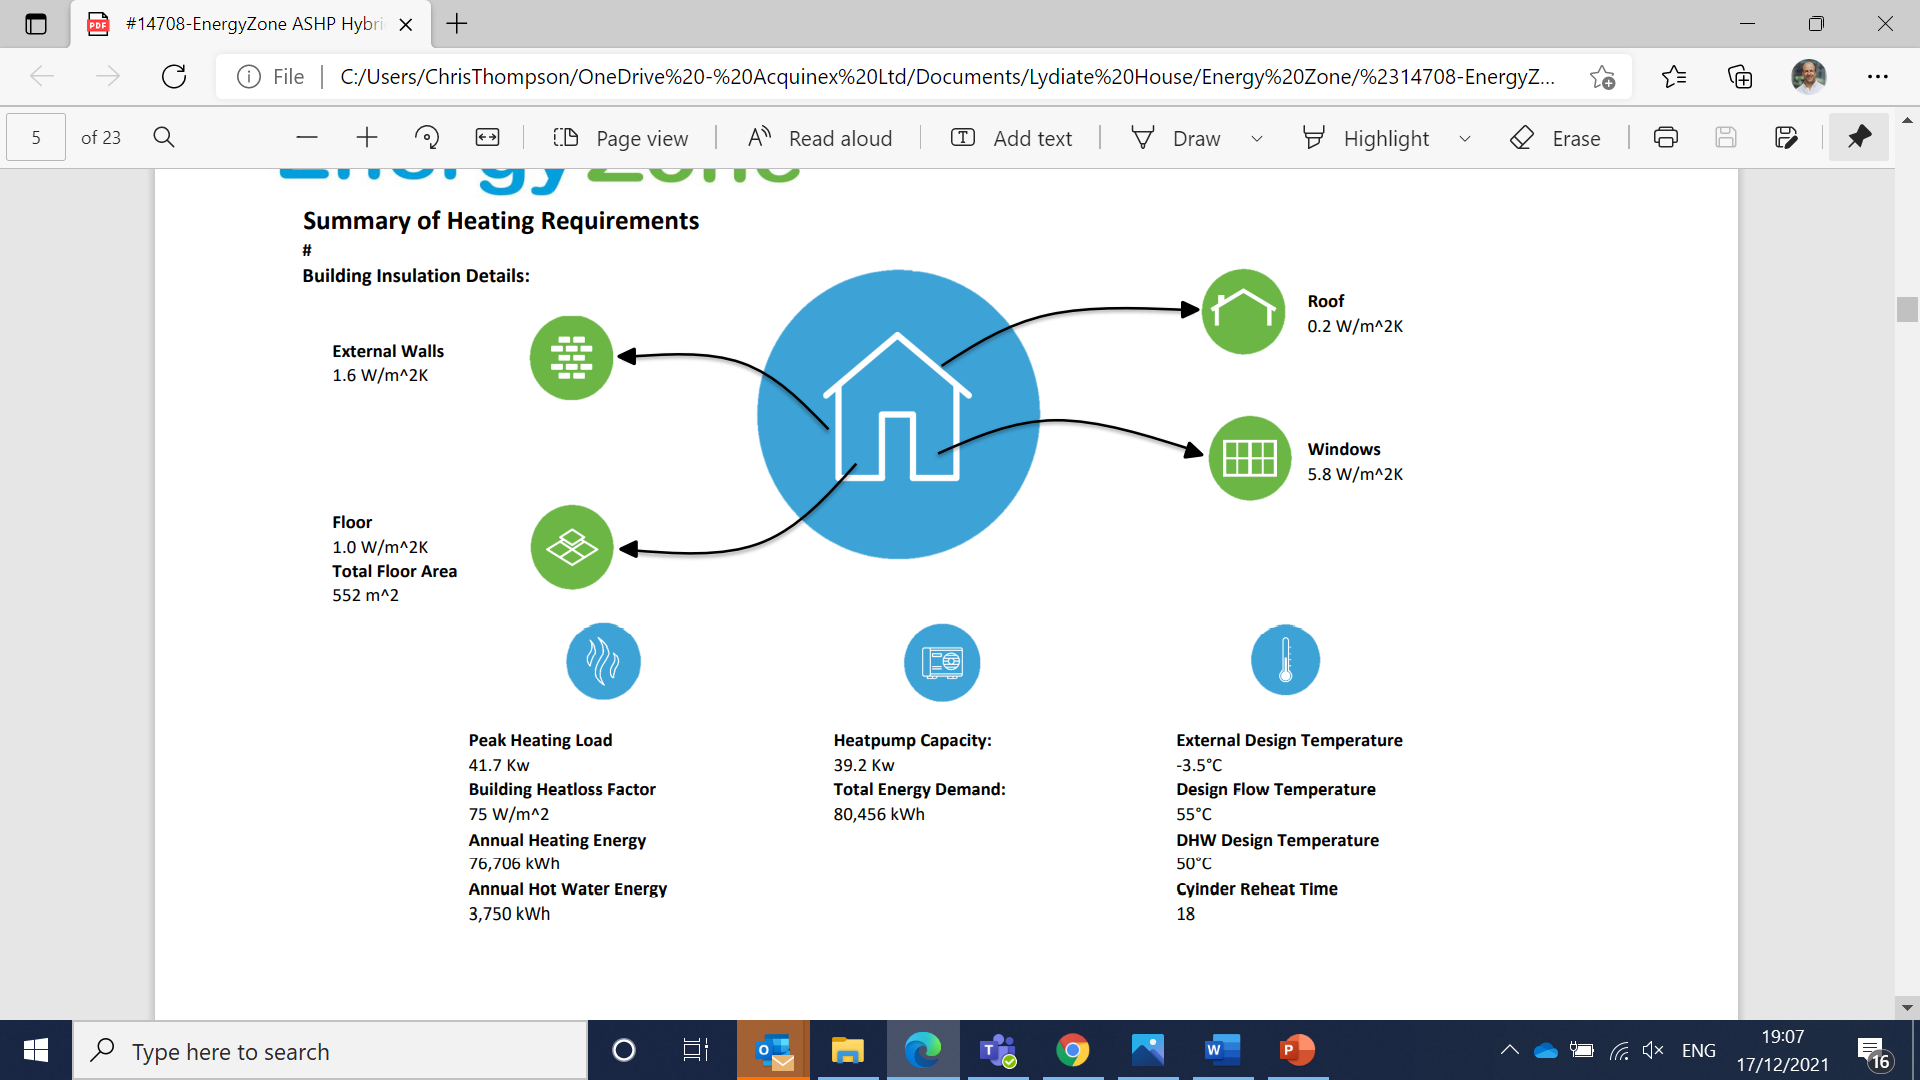 #14708-EnergyZone ASHP Hybri
File
C:/Users/ChrisThompson/OneDrive%20-%20Acquinex%20Ltd/Documents/Lydiate%20House/Energy%20Zone/%2314708-EnergyZ...
5 of 23
Page view
Read aloud
Add text
Draw
Highlight
Erase
EnergyZone
Summary of Heating Requirements
#
Building Insulation Details:
External Walls
1.6 W/m^2K
Roof
0.2 W/m^2K
Windows
5.8 W/m^2K
Floor
1.0 W/m^2K
Total Floor Area
552 m^2
Peak Heating Load
41.7 Kw
Building Heatloss Factor
75 W/m^2
Annual Heating Energy
76,706 kWh
Annual Hot Water Energy
3,750 kWh
Heatpump Capacity:
39.2 Kw
Total Energy Demand:
80,456 kWh
External Design Temperature
-3.5°C
Design Flow Temperature
55°C
DHW Design Temperature
50°C
Cylnder Reheat Time
18
Type here to search
ENG
19:07
17/12/2021
16